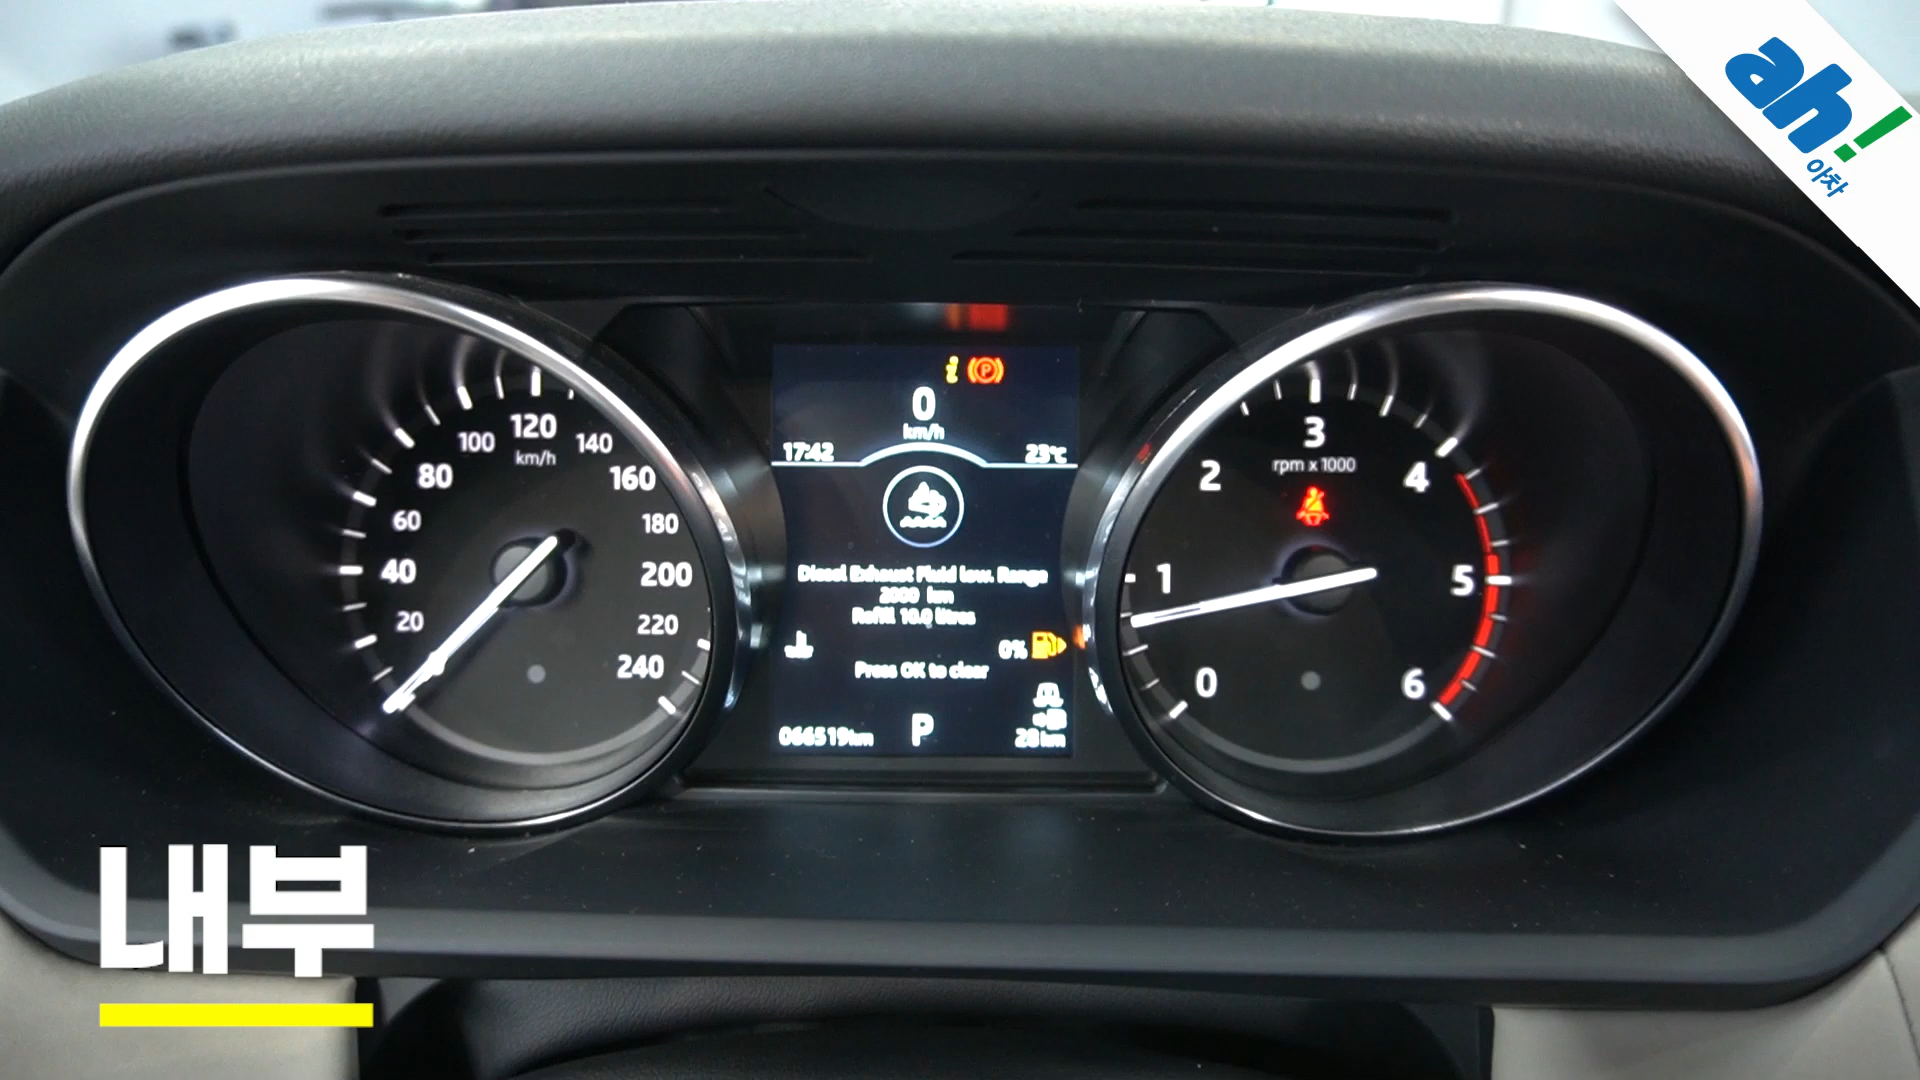 ah!
아차
0
km/h
17:42
23°C
Diesel Exhaust Fluid low. Range
2000 km
Refill 10.0 litres
0%
Press OK to clear
066519km
P
28km
20
40
60
80
100
120
140
160
180
200
220
240
km/h
0
1
2
3
4
5
6
rpm x 1000
내부